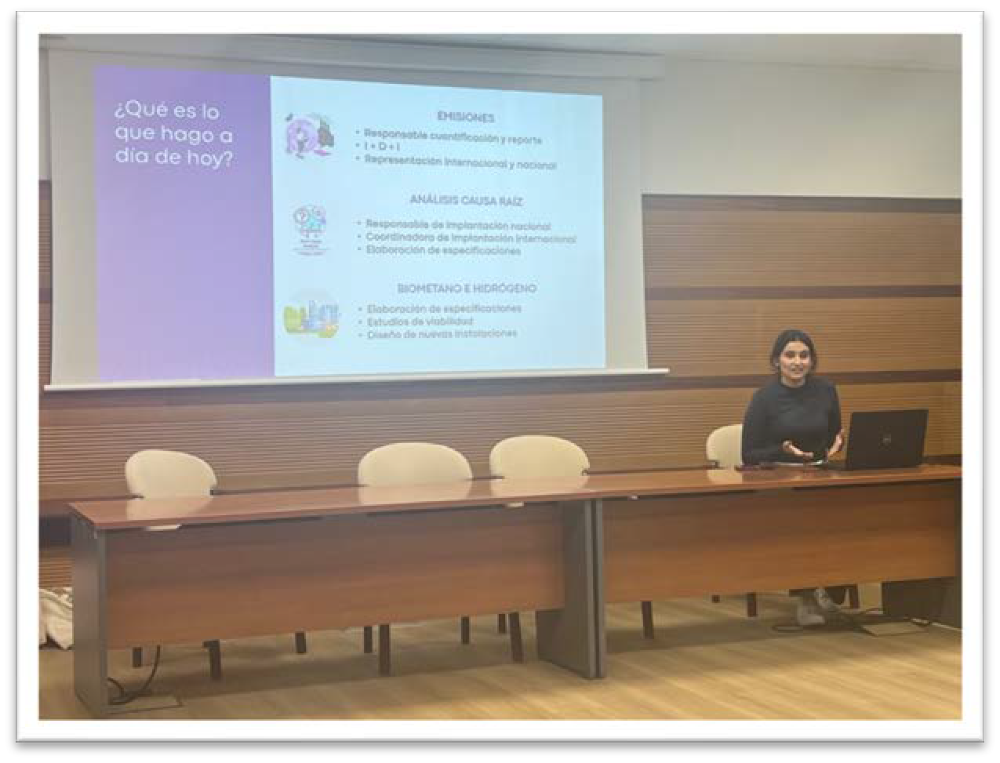 ¿Qué es lo
que hago a
día de hoy?
EMISIONES
• Responsable cuantificación y reporte
• I + D + I
• Representación internacional y nacional
ANÁLISIS CAUSA RAÍZ
• Responsable de implantación nacional
• Coordinadora de implantación internacional
• Elaboración de especificaciones
BIOMETANO E HIDRÓGENO
• Elaboración de especificaciones
• Estudios de viabilidad
• Diseño de nuevas instalaciones